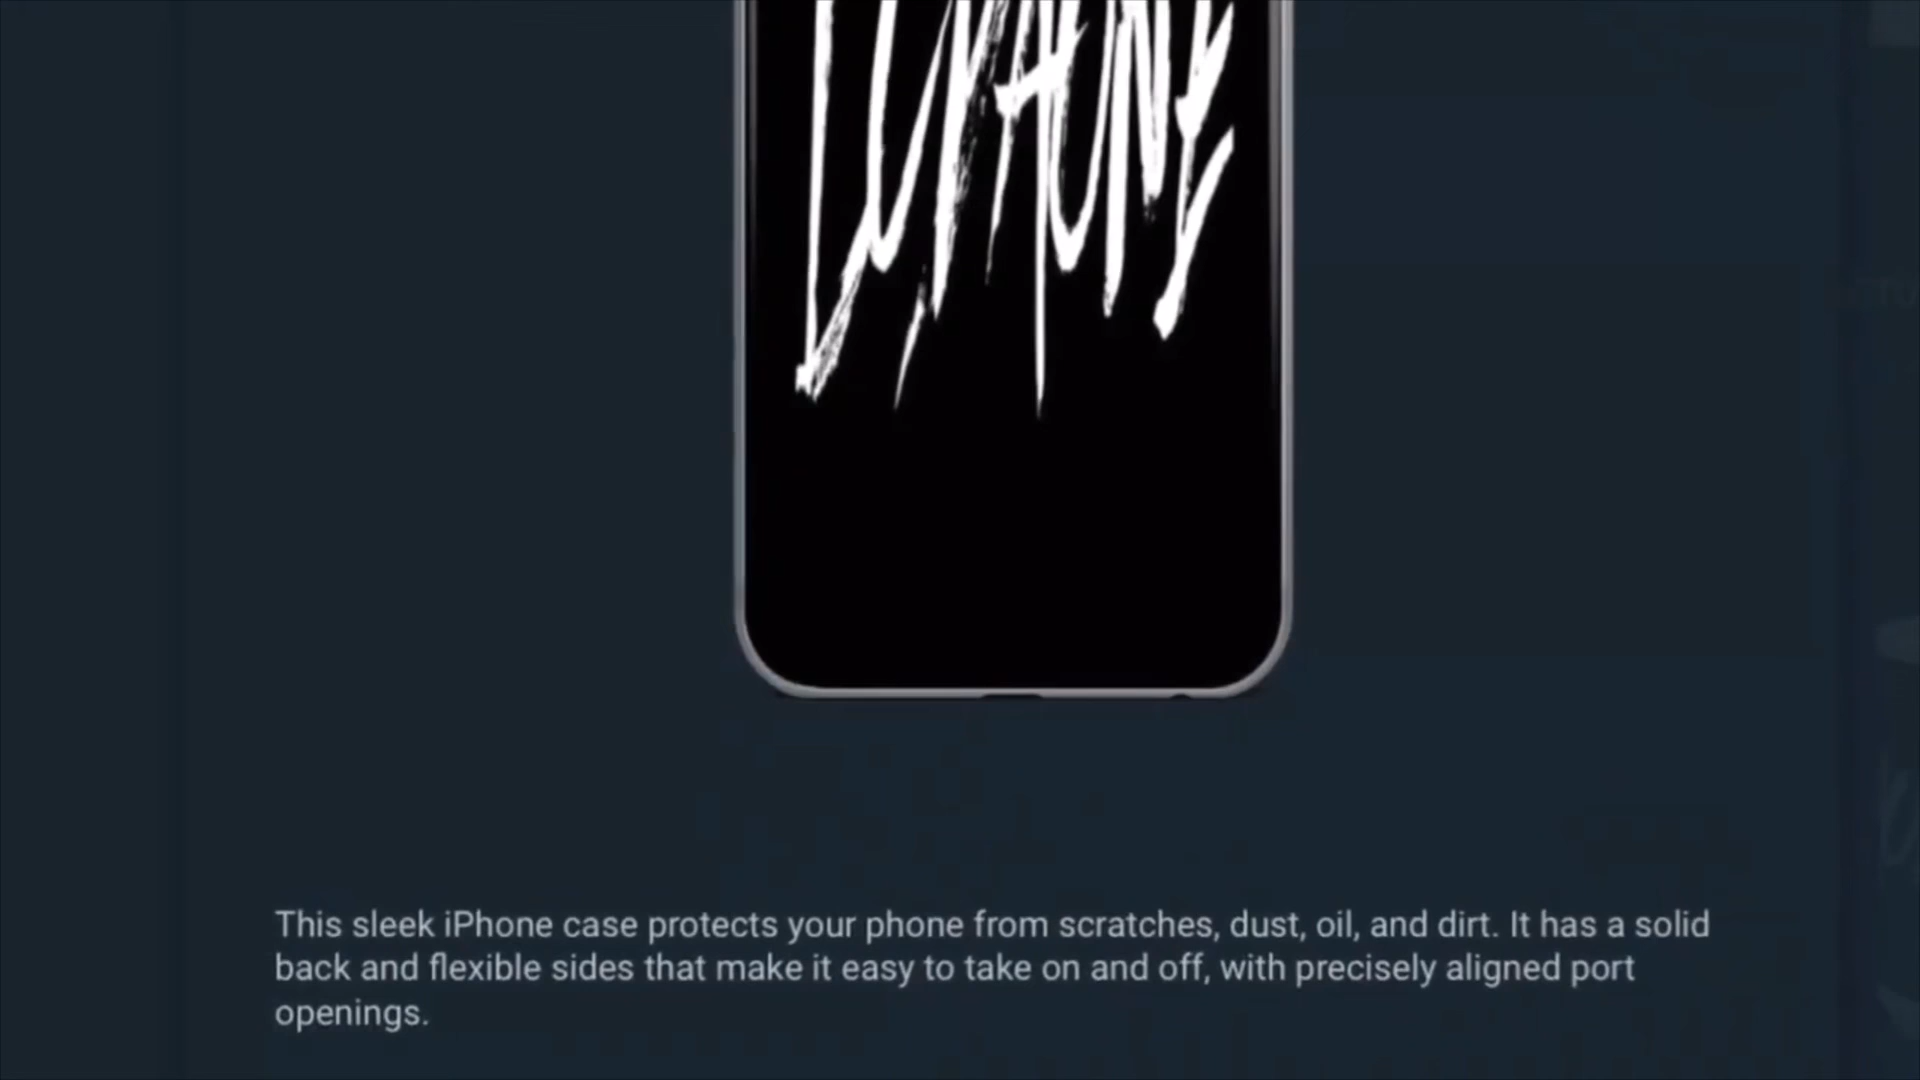 This sleek iPhone case protects your phone from scratches, dust, oil, and dirt. It has a solid
back and flexible sides that make it easy to take on and off, with precisely aligned port
openings.